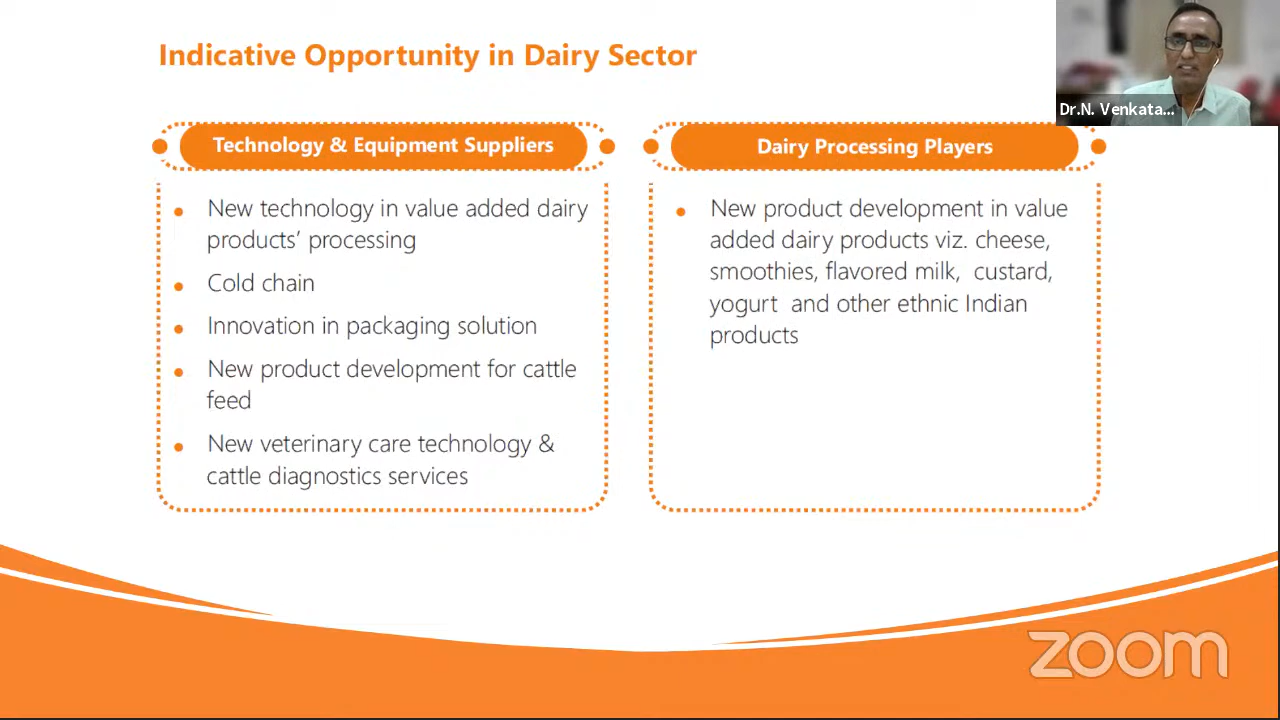 Indicative Opportunity in Dairy Sector
Dr.N. Venkata...
Technology & Equipment Suppliers
New technology in value added dairy
products’ processing
Cold chain
Innovation in packaging solution
New product development for cattle
feed
New veterinary care technology &
cattle diagnostics services
Dairy Processing Players
New product development in value
added dairy products viz. cheese,
smoothies, flavored milk, custard,
yogurt and other ethnic Indian
products
zoom